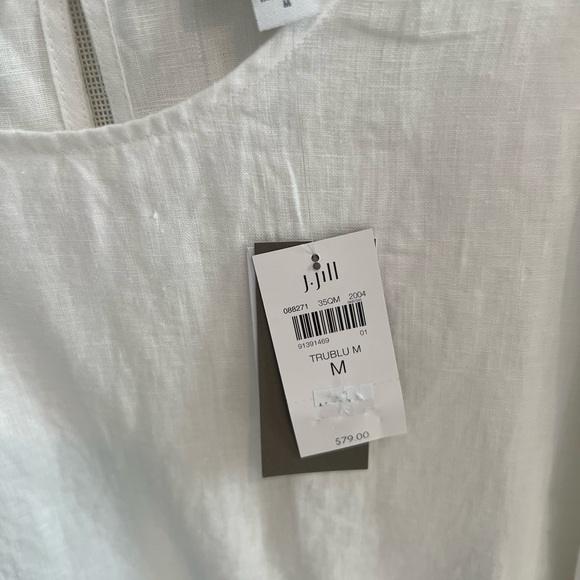 M
J.Jill
088271 35QM 2004
91391469 01
TRUBLU M
M
$79.00